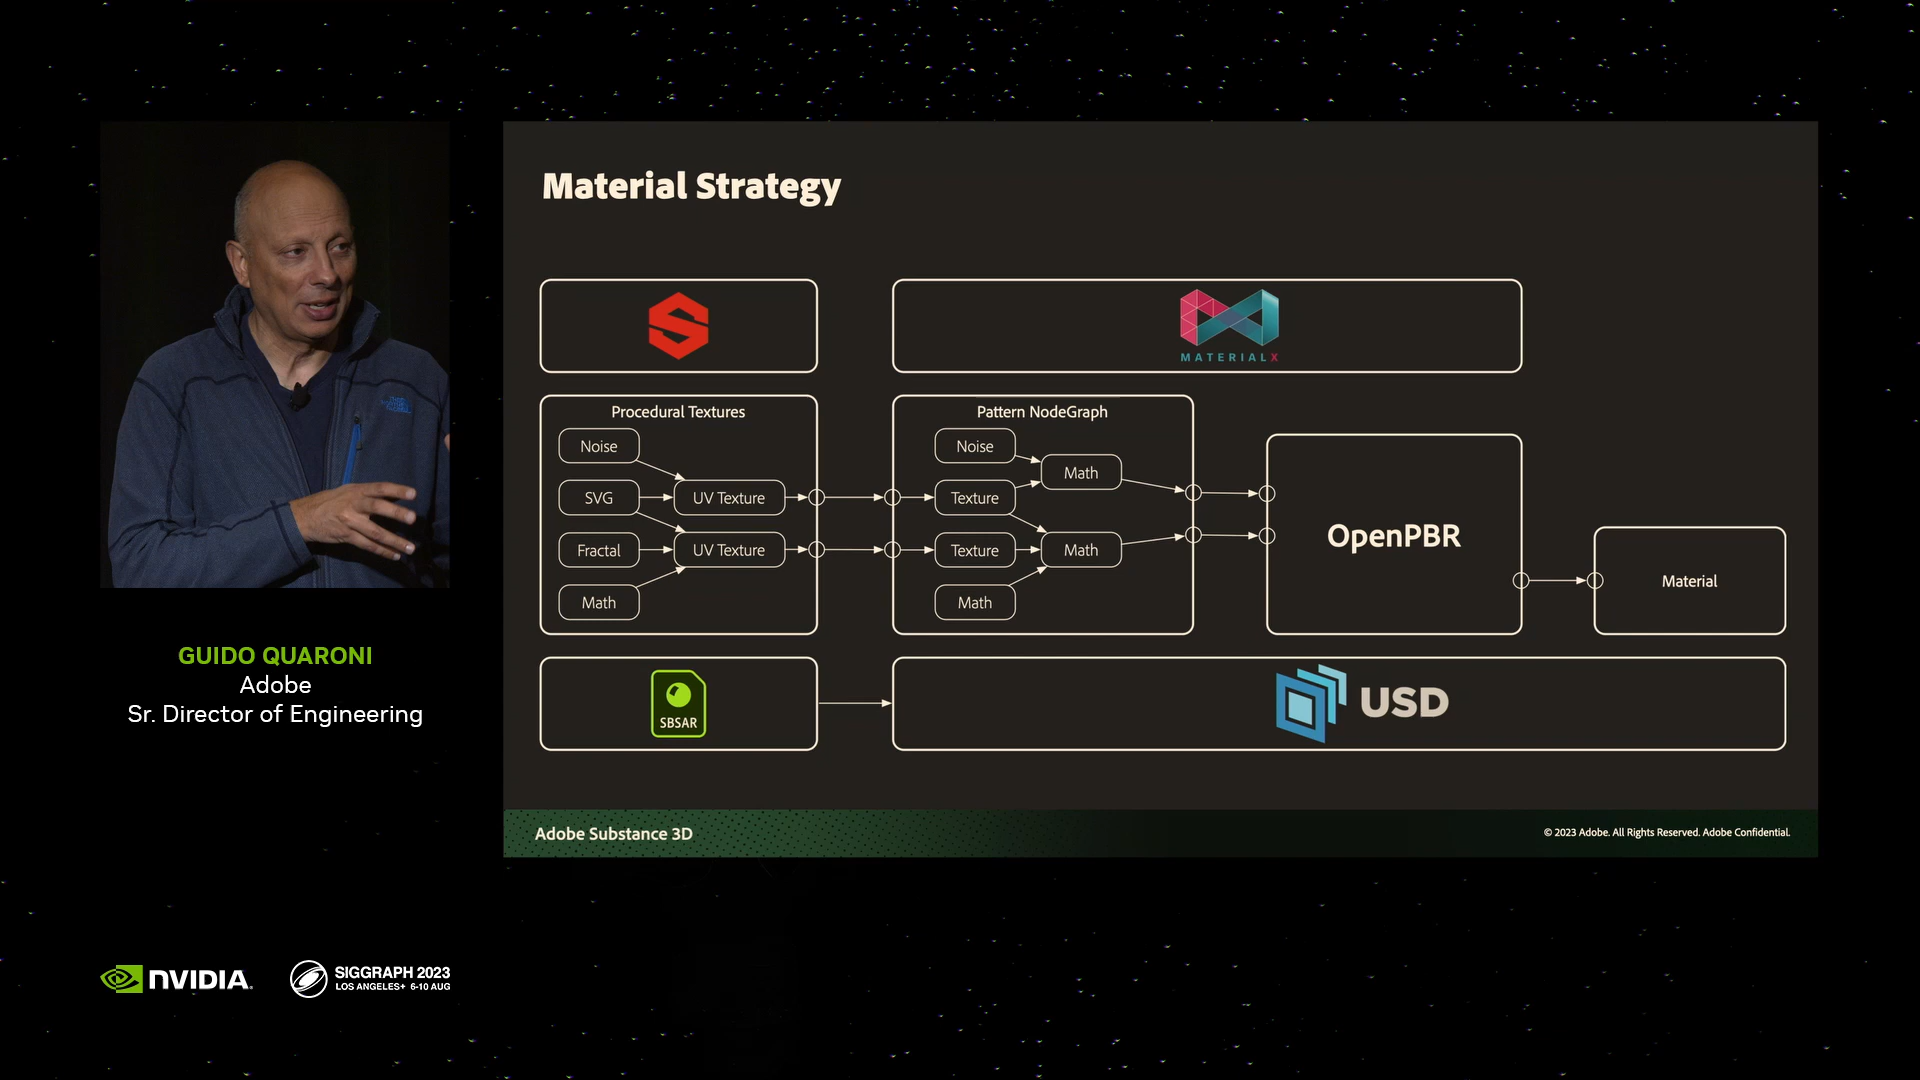 Material Strategy
MATERIALX
Procedural Textures
Noise
SVG
UV Texture
Fractal
UV Texture
Math
Pattern NodeGraph
Noise
Math
Texture
Texture
Math
Math
OpenPBR
Material
SBSAR
USD
Adobe Substance 3D
© 2023 Adobe. All Rights Reserved. Adobe Confidential.
GUIDO QUARONI
Adobe
Sr. Director of Engineering
NVIDIA.
SIGGRAPH 2023
LOS ANGELES+ 6-10 AUG